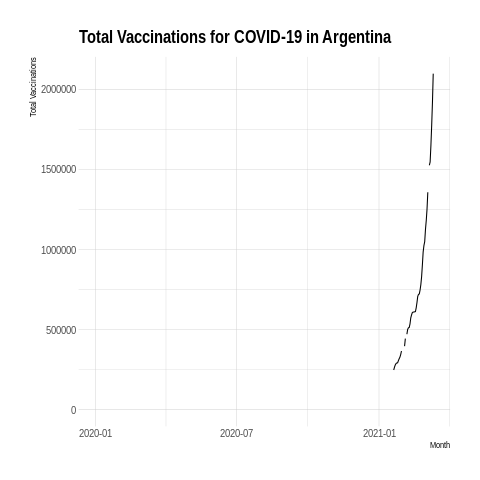 Total Vaccinations for COVID-19 in Argentina
Total Vaccinations
2000000
1500000
1000000
500000
0
2020-01 2020-07 2021-01
Month